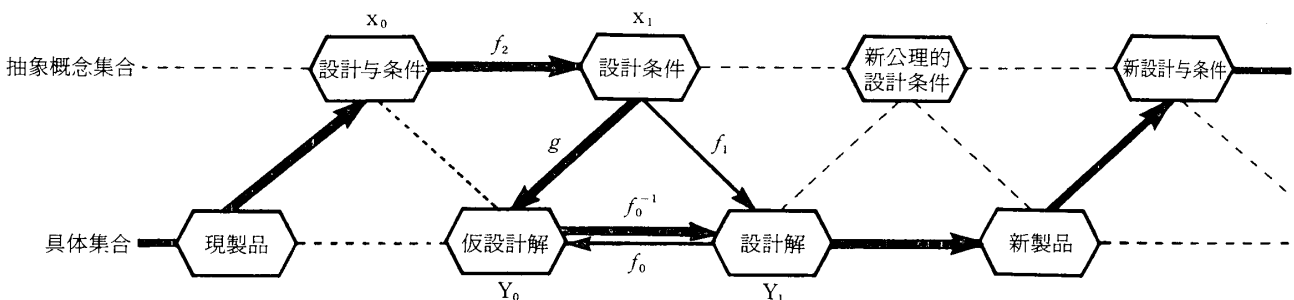 X₀
X₁
抽象概念集合
設計与条件
f₂
設計条件
新公理的
設計条件
新設計与条件
g
f₁
具体集合
現製品
仮設計解
f₀⁻¹
f₀
設計解
新製品
Y₀
Y₁